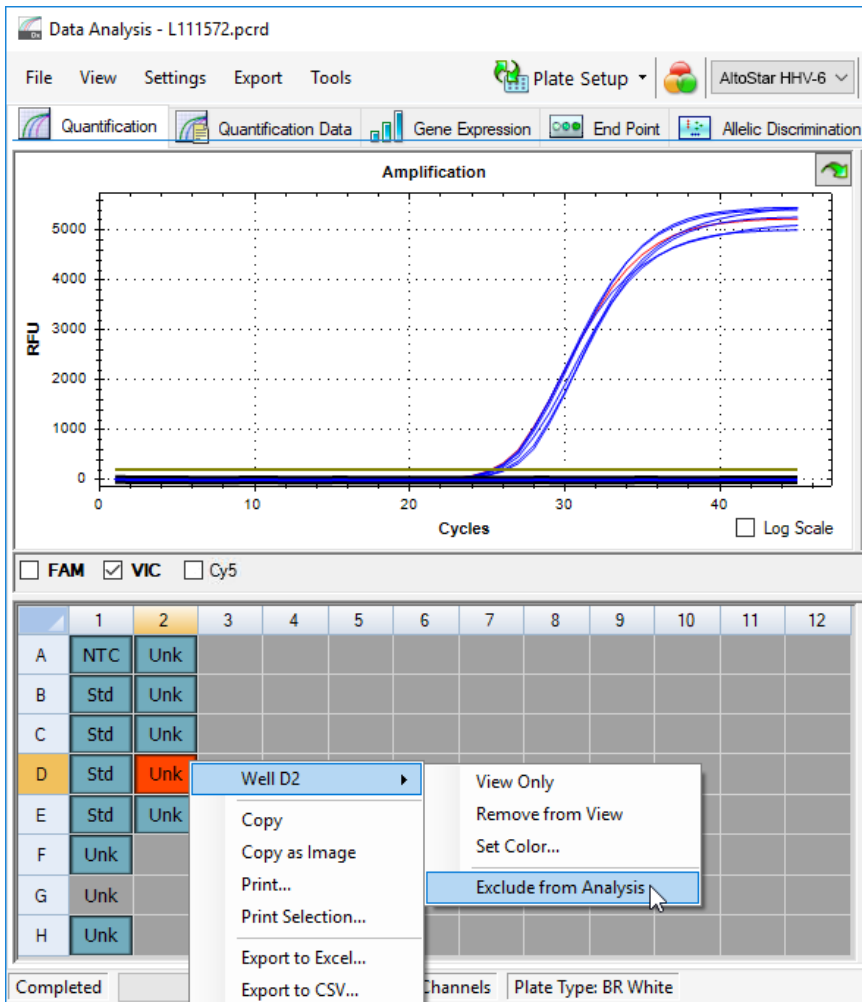 Data Analysis - L111572.pcrd
File View Settings Export Tools Plate Setup AltoStar HHV-6
Quantification Quantification Data Gene Expression End Point Allelic Discrimination
Amplification
5000
4000
3000
2000
1000
0
RFU
0 10 20 30 40
Cycles
Log Scale
FAM VIC Cy5
1 2 3 4 5 6 7 8 9 10 11 12
A NTC Unk
B Std Unk
C Std Unk
D Std Unk
E Std Unk
F Unk
G Unk
H Unk
Well D2
Copy
Copy as Image
Print...
Print Selection...
Export to Excel...
Export to CSV...
View Only
Remove from View
Set Color...
Exclude from Analysis
Completed Channels Plate Type: BR White